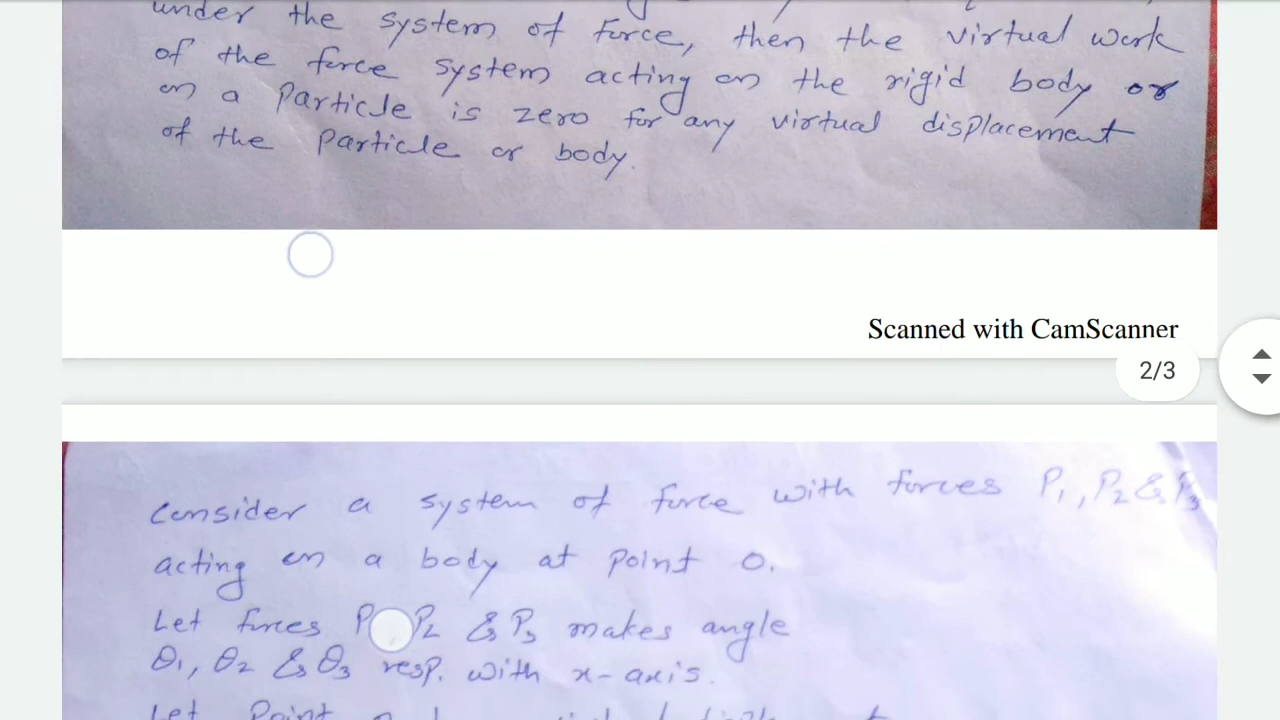 under the system of force, then the virtual work
of the force system acting on the rigid body or
on a particle is zero for any virtual displacement
of the particle or body.
Scanned with CamScanner
2/3
Consider a system of force with forces P1, P2 & P3
acting on a body at point O.
Let forces P P2 & P3 makes angle
θ1, θ2 & θ3 resp. with x-axis.
Let Point